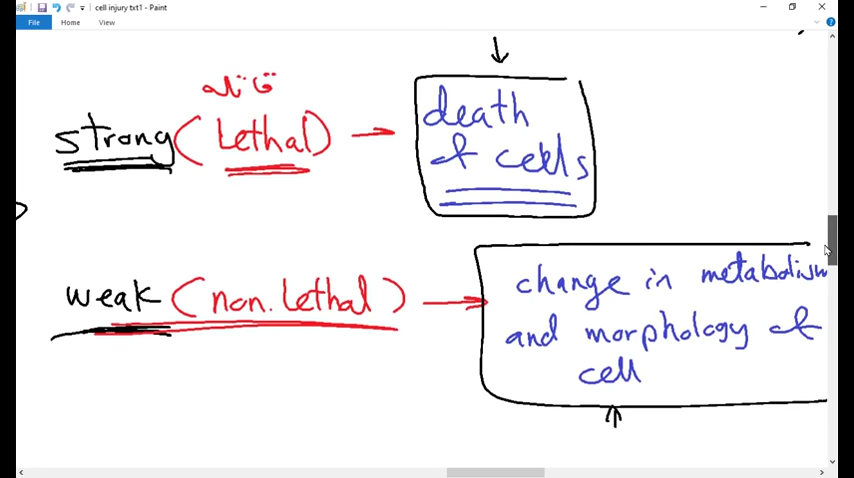 cell injury txt1 - Paint
File Home View
قاتله
strong (Lethal) → death
of cells
weak (non. Lethal) → change in metabolism
and morphology of
cell